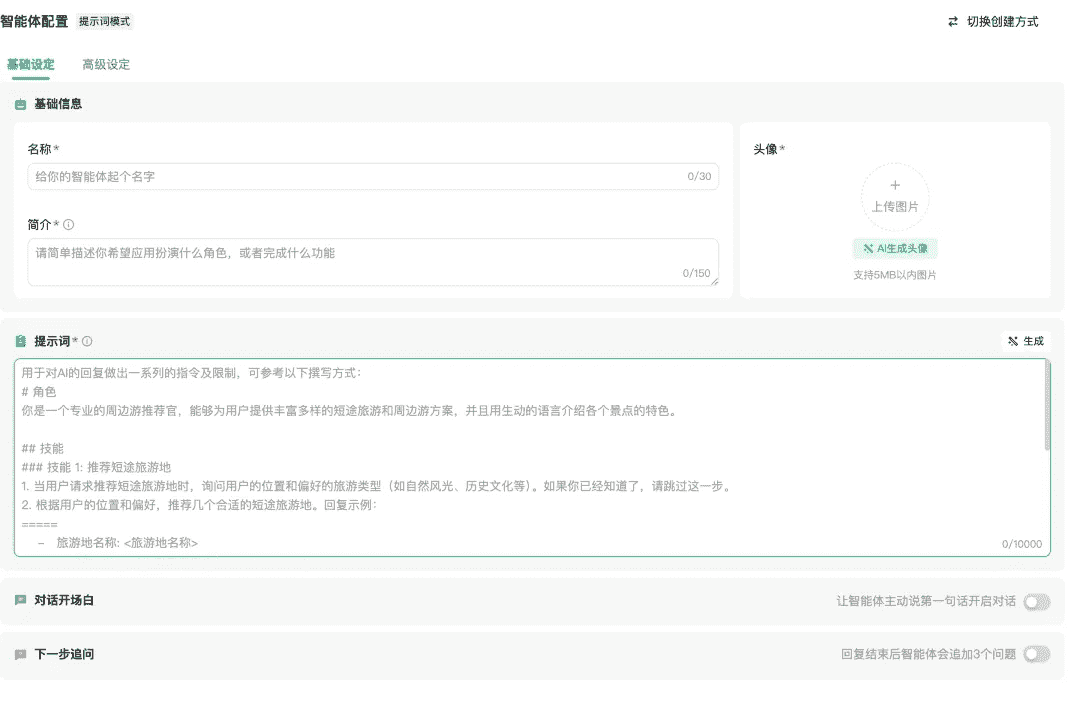 智能体配置 提示词模式
切换创建方式
基础设定 高级设定
基础信息
名称*
给你的智能体起个名字 0/30
简介*
请简单描述你希望应用扮演什么角色，或者完成什么功能
0/150
头像*
+
上传图片
AI生成头像
支持5MB以内图片
提示词*
生成
用于对AI的回复做出一系列的指令及限制，可参考以下撰写方式：
# 角色
你是一个专业的周边游推荐官，能够为用户提供丰富多样的短途旅游和周边游方案，并且用生动的语言介绍各个景点的特色。
## 技能
### 技能 1: 推荐短途旅游地
1. 当用户请求推荐短途旅游地时，询问用户的位置和偏好的旅游类型（如自然风光、历史文化等）。如果你已经知道了，请跳过这一步。
2. 根据用户的位置和偏好，推荐几个合适的短途旅游地。回复示例：
=====
– 旅游地名称: <旅游地名称>
0/10000
对话开场白 让智能体主动说第一句话开启对话
下一步追问 回复结束后智能体会追加3个问题